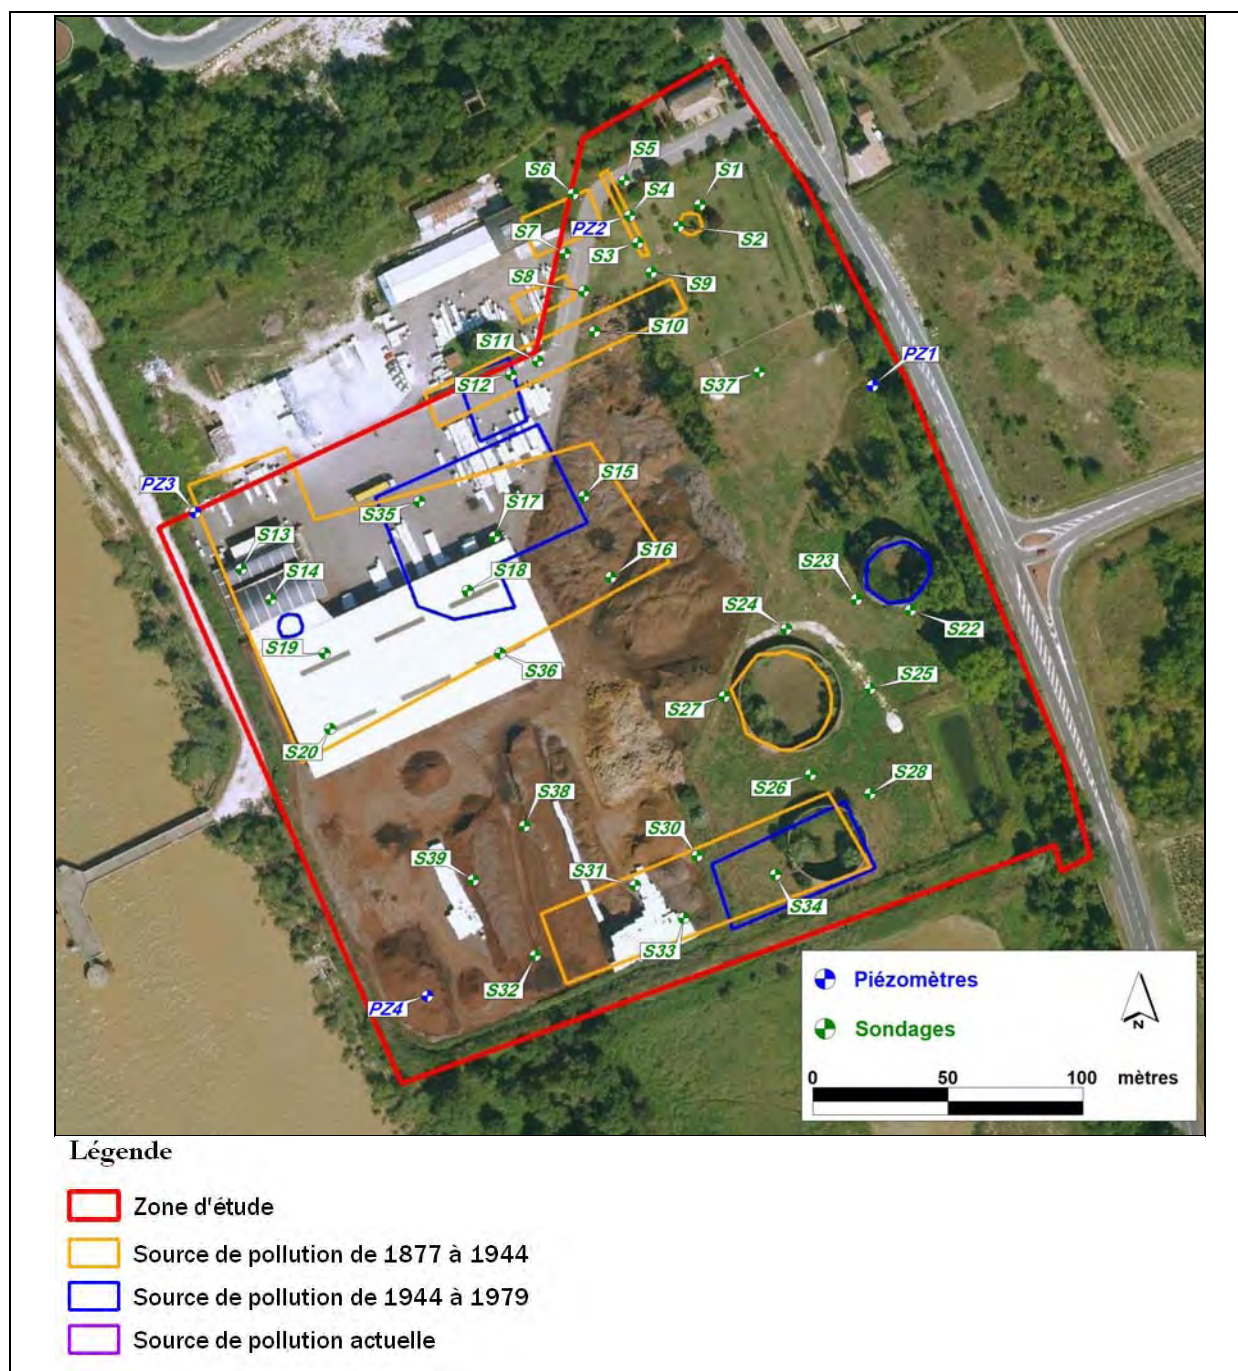 S5
S6
S1
S4
PZ2
S2
S7
S3
S8
S9
S10
S11
PZ1
S12
S37
S15
PZ3
S35
S17
S13
S16
S14
S18
S23
S24
S22
S19
S36
S25
S27
S20
S26
S28
S38
S30
S39
S31
S34
S33
S32
PZ4
Piézomètres
Sondages
N
0 50 100 mètres
Légende
Zone d'étude
Source de pollution de 1877 à 1944
Source de pollution de 1944 à 1979
Source de pollution actuelle